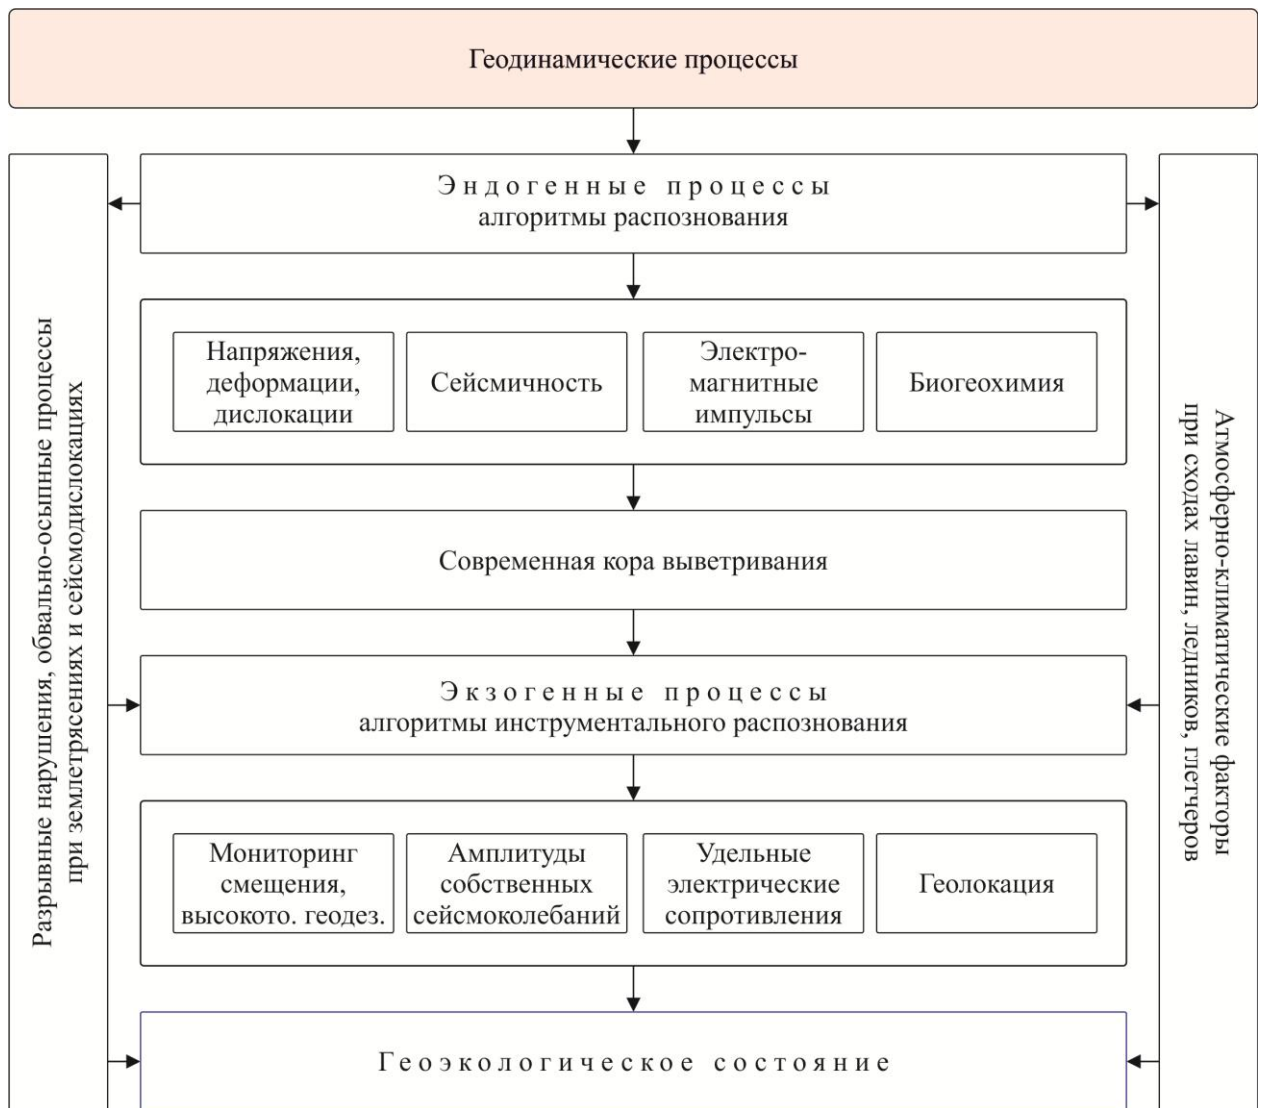 Геодинамические процессы
Эндогенные процессы
алгоритмы распознования
Напряжения,
деформации,
дислокации
Сейсмичность
Электро-
магнитные
импульсы
Биогеохимия
Современная кора выветривания
Экзогенные процессы
алгоритмы инструментального распознования
Мониторинг
смещения,
высокото. геодез.
Амплитуды
собственных
сейсмоколебаний
Удельные
электрические
сопротивления
Геолокация
Геоэкологическое состояние
Разрывные нарушения, обвально-осыпные процессы
при землетрясениях и сейсмодислокациях
Атмосферно-климатические факторы
при сходах лавин, ледников, глетчеров